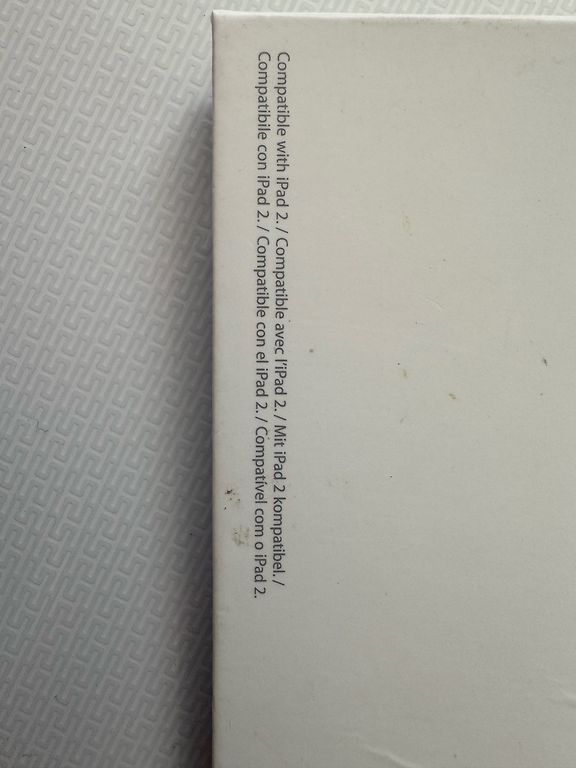 Compatible with iPad 2. / Compatible avec l'iPad 2. / Mit iPad 2 kompatibel. /
Compatibile con iPad 2. / Compatible con el iPad 2. / Compatível com o iPad 2.